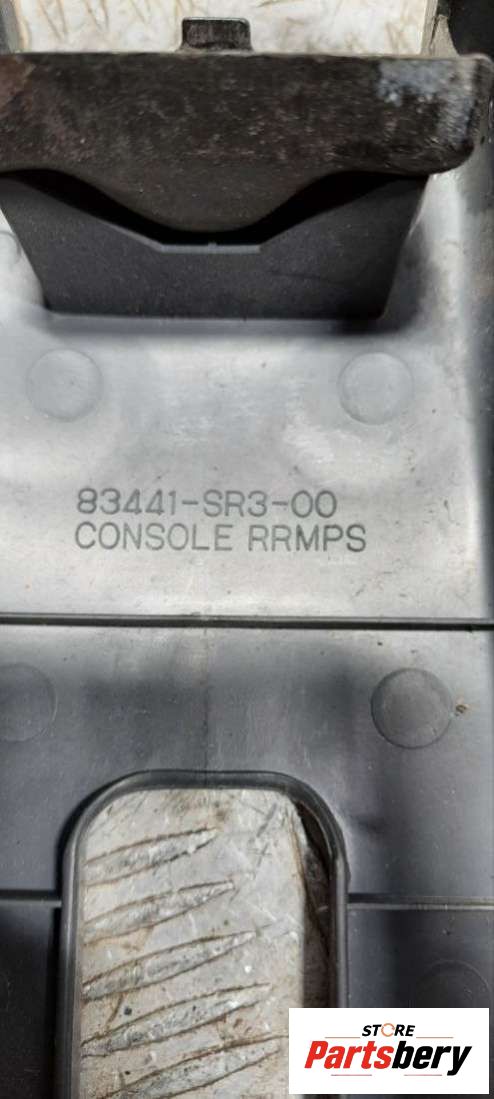 83441-SR3-00
CONSOLE RRMPS
STORE
Partsbery